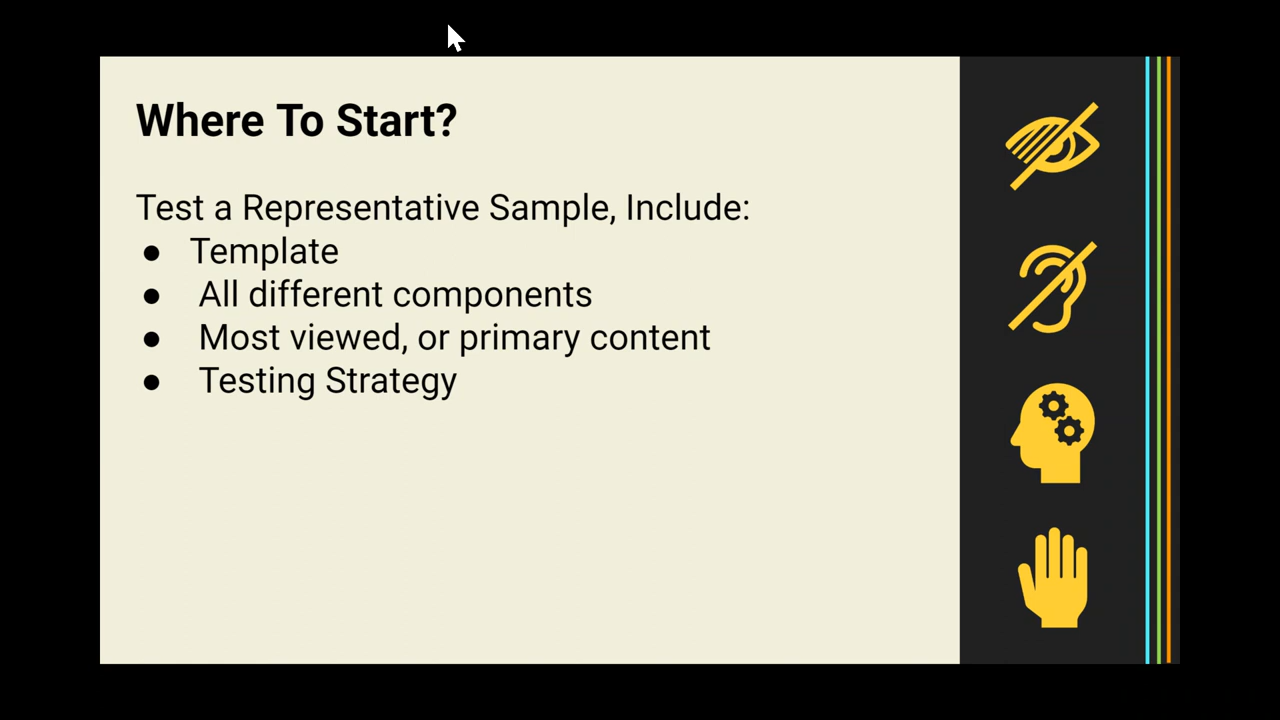 Where To Start?
Test a Representative Sample, Include:
● Template
● All different components
● Most viewed, or primary content
● Testing Strategy